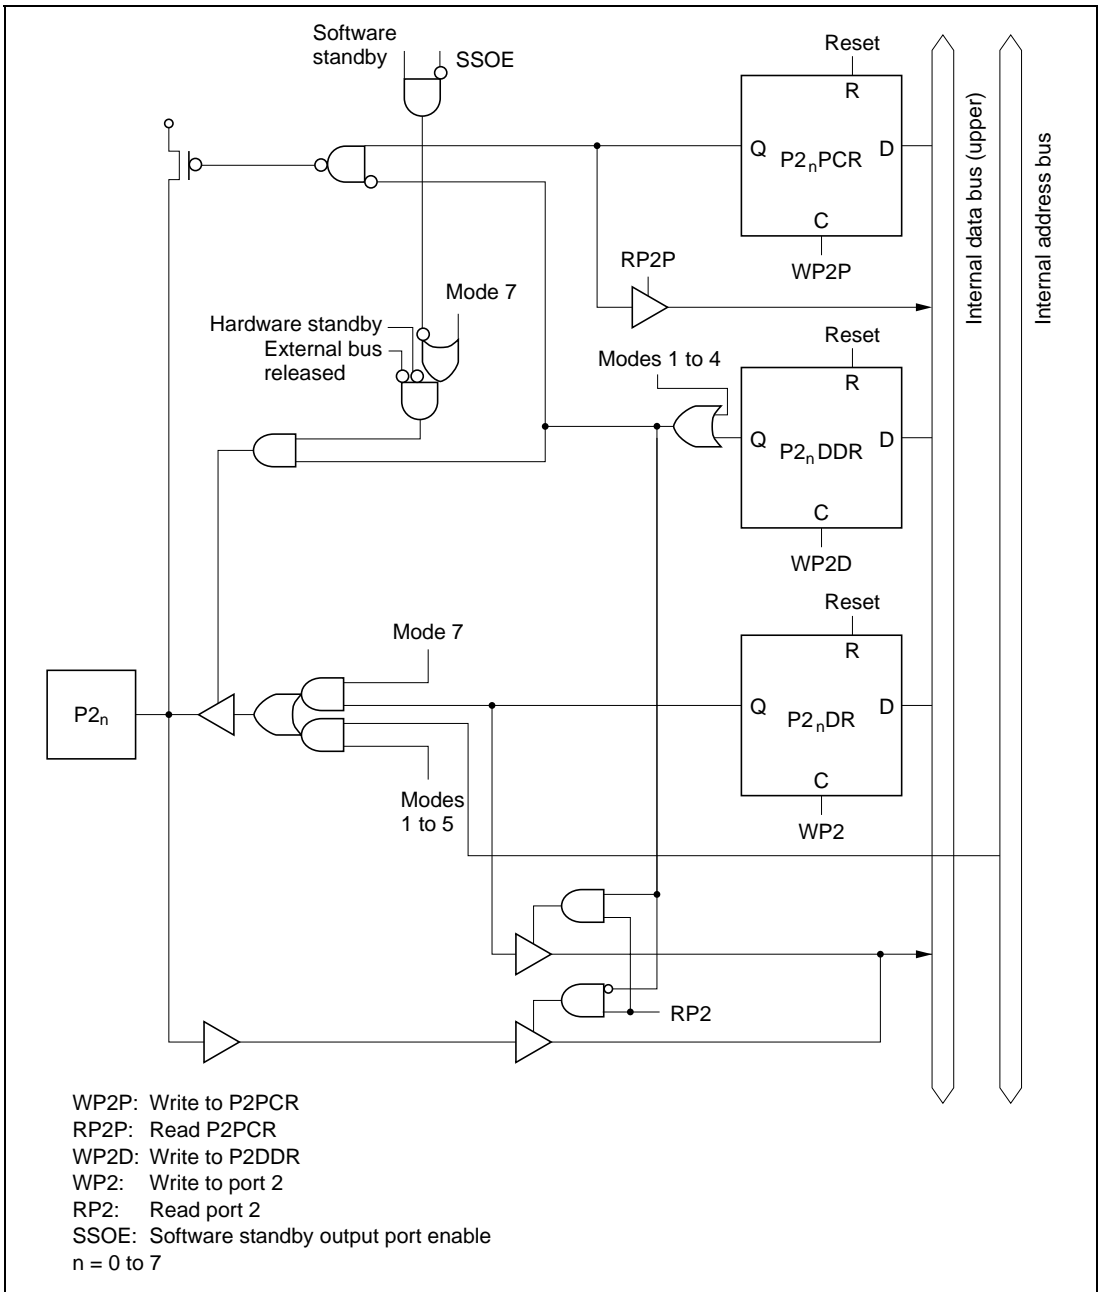 Software
standby
SSOE
Reset
R
Q
P2nPCR
D
C
WP2P
RP2P
Mode 7
Hardware standby
External bus
released
Modes 1 to 4
Reset
R
Q
P2nDDR
D
C
WP2D
Internal data bus (upper)
Internal address bus
Reset
R
Q
P2nDR
D
C
WP2
Mode 7
P2n
Modes
1 to 5
RP2
WP2P: Write to P2PCR
RP2P: Read P2PCR
WP2D: Write to P2DDR
WP2: Write to port 2
RP2: Read port 2
SSOE: Software standby output port enable
n = 0 to 7